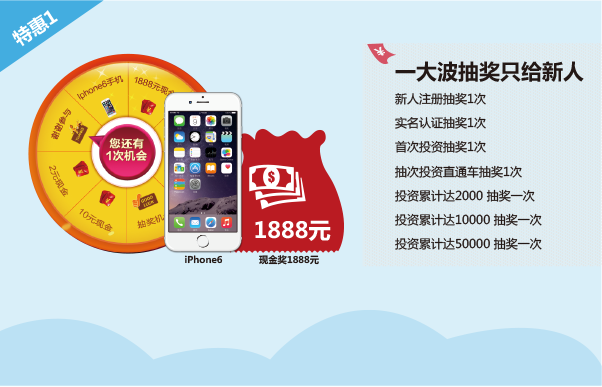 特惠1
Iphone6手机
1888元现金
谢谢参与
您还有
1次机会
2元现金
10元现金
抽奖机
1888元
iPhone6
现金奖1888元
一大波抽奖只给新人
新人注册抽奖1次
实名认证抽奖1次
首次投资抽奖1次
抽次投资直通车抽奖1次
投资累计达2000 抽奖一次
投资累计达10000 抽奖一次
投资累计达50000 抽奖一次